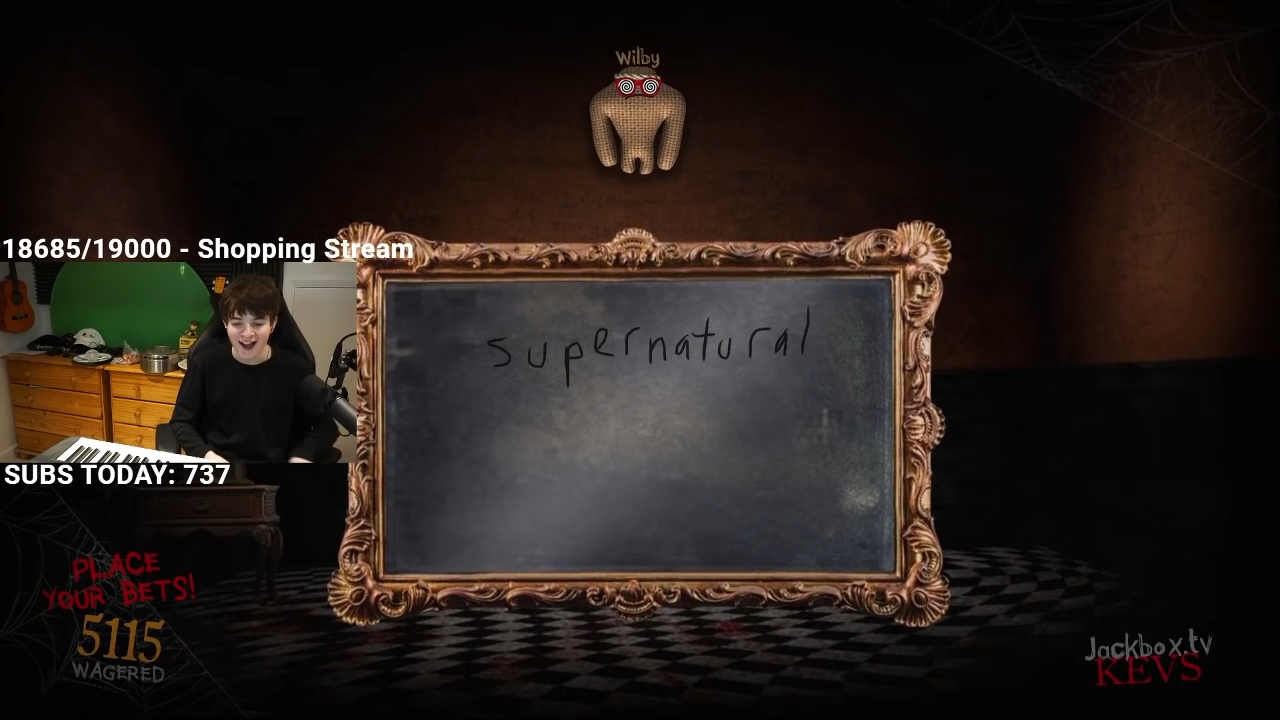 Wilby
18685/19000 - Shopping Stream
supernatural
SUBS TODAY: 737
PLACE
YOUR BETS!
5115
WAGERED
Jackbox.tv
KEVS